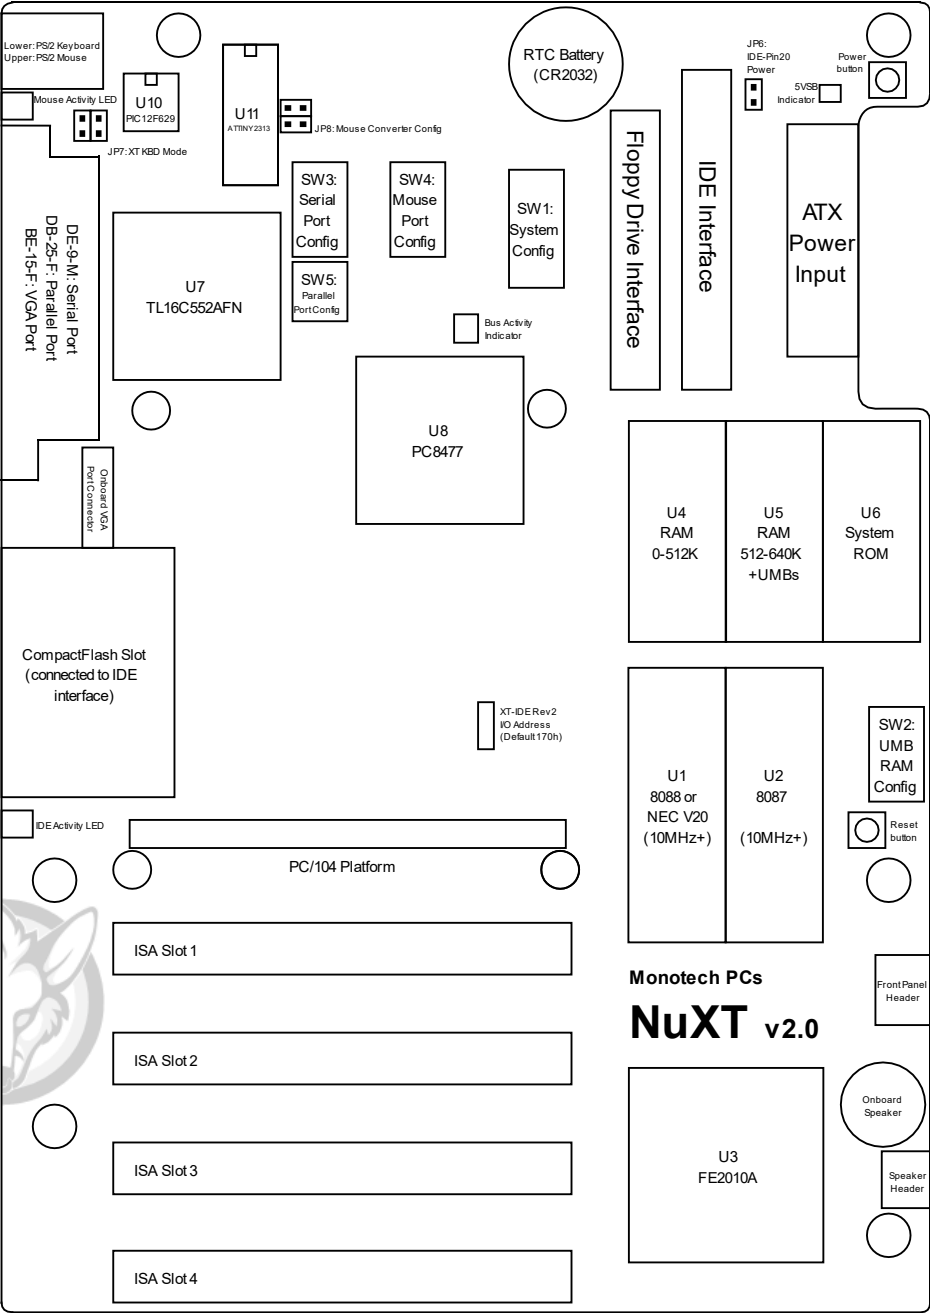 Lower: PS/2 Keyboard
Upper: PS/2 Mouse
Mouse Activity LED
U10
PIC12F629
JP7: XT KBD Mode
U11
ATTINY2313
JP8: Mouse Converter Config
RTC Battery
(CR2032)
JP6:
IDE-Pin20
Power
Power
button
5VSB
Indicator
SW3:
Serial
Port
Config
SW4:
Mouse
Port
Config
SW1:
System
Config
SW5:
Parallel
Port Config
Floppy Drive Interface
IDE Interface
ATX
Power
Input
DE-9-M: Serial Port
DB-25-F: Parallel Port
BE-15-F: VGA Port
U7
TL16C552AFN
Bus Activity
Indicator
U8
PC8477
Onboard VGA
Port Connector
U4
RAM
0-512K
U5
RAM
512-640K
+UMBs
U6
System
ROM
CompactFlash Slot
(connected to IDE
interface)
XT-IDE Rev2
I/O Address
(Default 170h)
U1
8088 or
NEC V20
(10MHz+)
U2
8087
(10MHz+)
SW2:
UMB
RAM
Config
Reset
button
IDE Activity LED
PC/104 Platform
ISA Slot 1
ISA Slot 2
ISA Slot 3
ISA Slot 4
Monotech PCs
NuXT v2.0
Front Panel
Header
Onboard
Speaker
U3
FE2010A
Speaker
Header